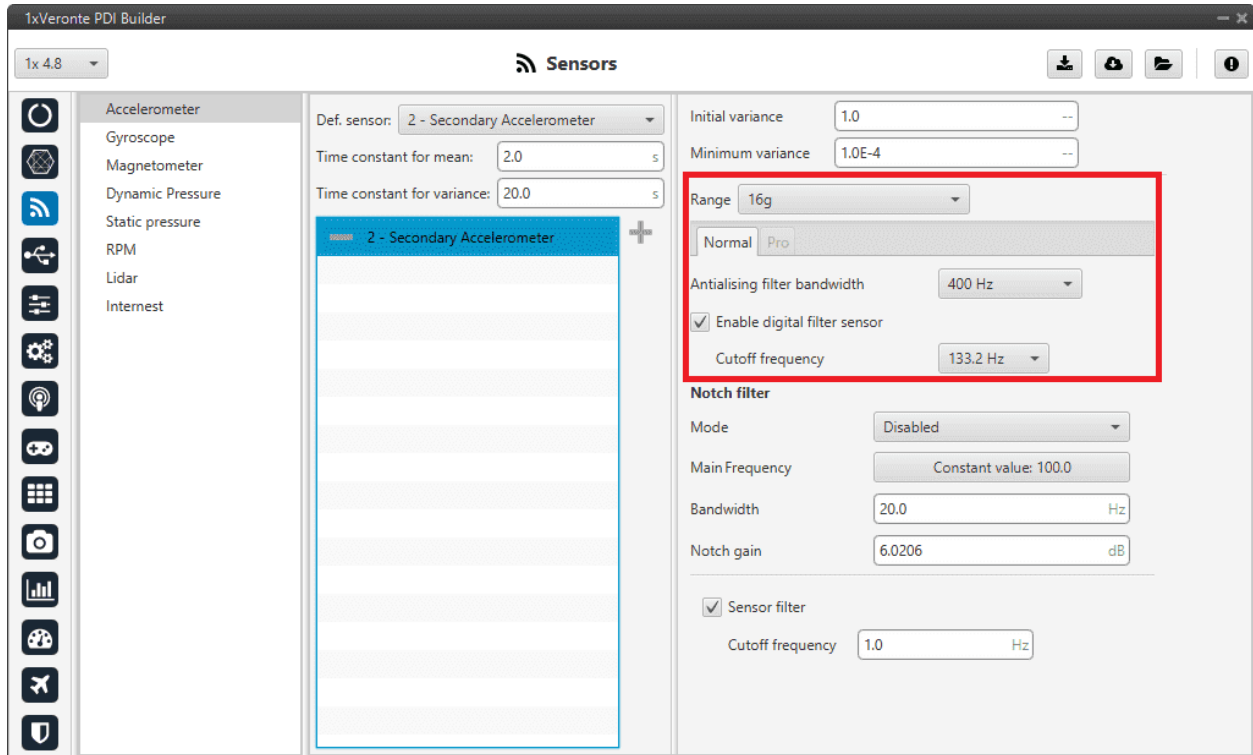 1xVeronte PDI Builder
1x 4.8
Sensors
Accelerometer
Gyroscope
Magnetometer
Dynamic Pressure
Static pressure
RPM
Lidar
Internest
Def. sensor: 2 - Secondary Accelerometer
Time constant for mean: 2.0 s
Time constant for variance: 20.0 s
2 - Secondary Accelerometer
Initial variance 1.0 --
Minimum variance 1.0E-4 --
Range 16g
Normal Pro
Antialising filter bandwidth 400 Hz
Enable digital filter sensor
Cutoff frequency 133.2 Hz
Notch filter
Mode Disabled
Main Frequency Constant value: 100.0
Bandwidth 20.0 Hz
Notch gain 6.0206 dB
Sensor filter
Cutoff frequency 1.0 Hz